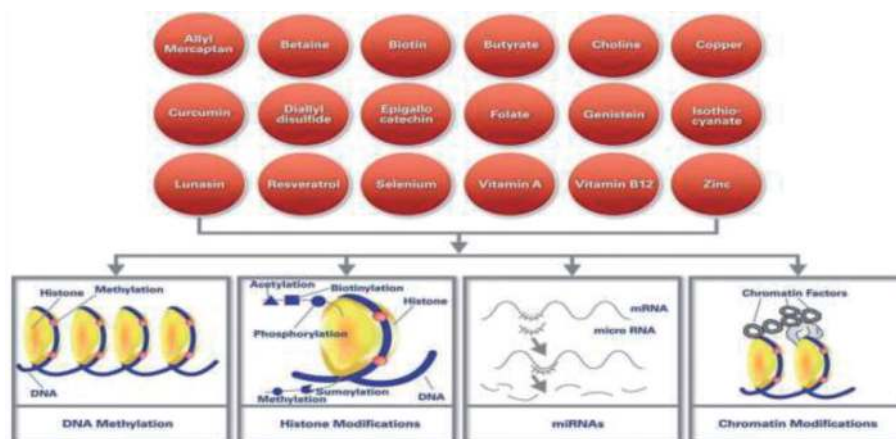 Allyl
Mercaptan
Betaine
Biotin
Butyrate
Choline
Copper
Curcumin
Diallyl
disulfide
Epigallo
catechin
Folate
Genistein
Isothio-
cyanate
Lunasin
Resveratrol
Selenium
Vitamin A
Vitamin B12
Zinc
Histone
Methylation
DNA
DNA Methylation
Acetylation
Biotinylation
Histone
Phosphorylation
Sumoylation
Methylation
DNA
Histone Modifications
mRNA
micro RNA
miRNAs
Chromatin Factors
DNA
Chromatin Modifications